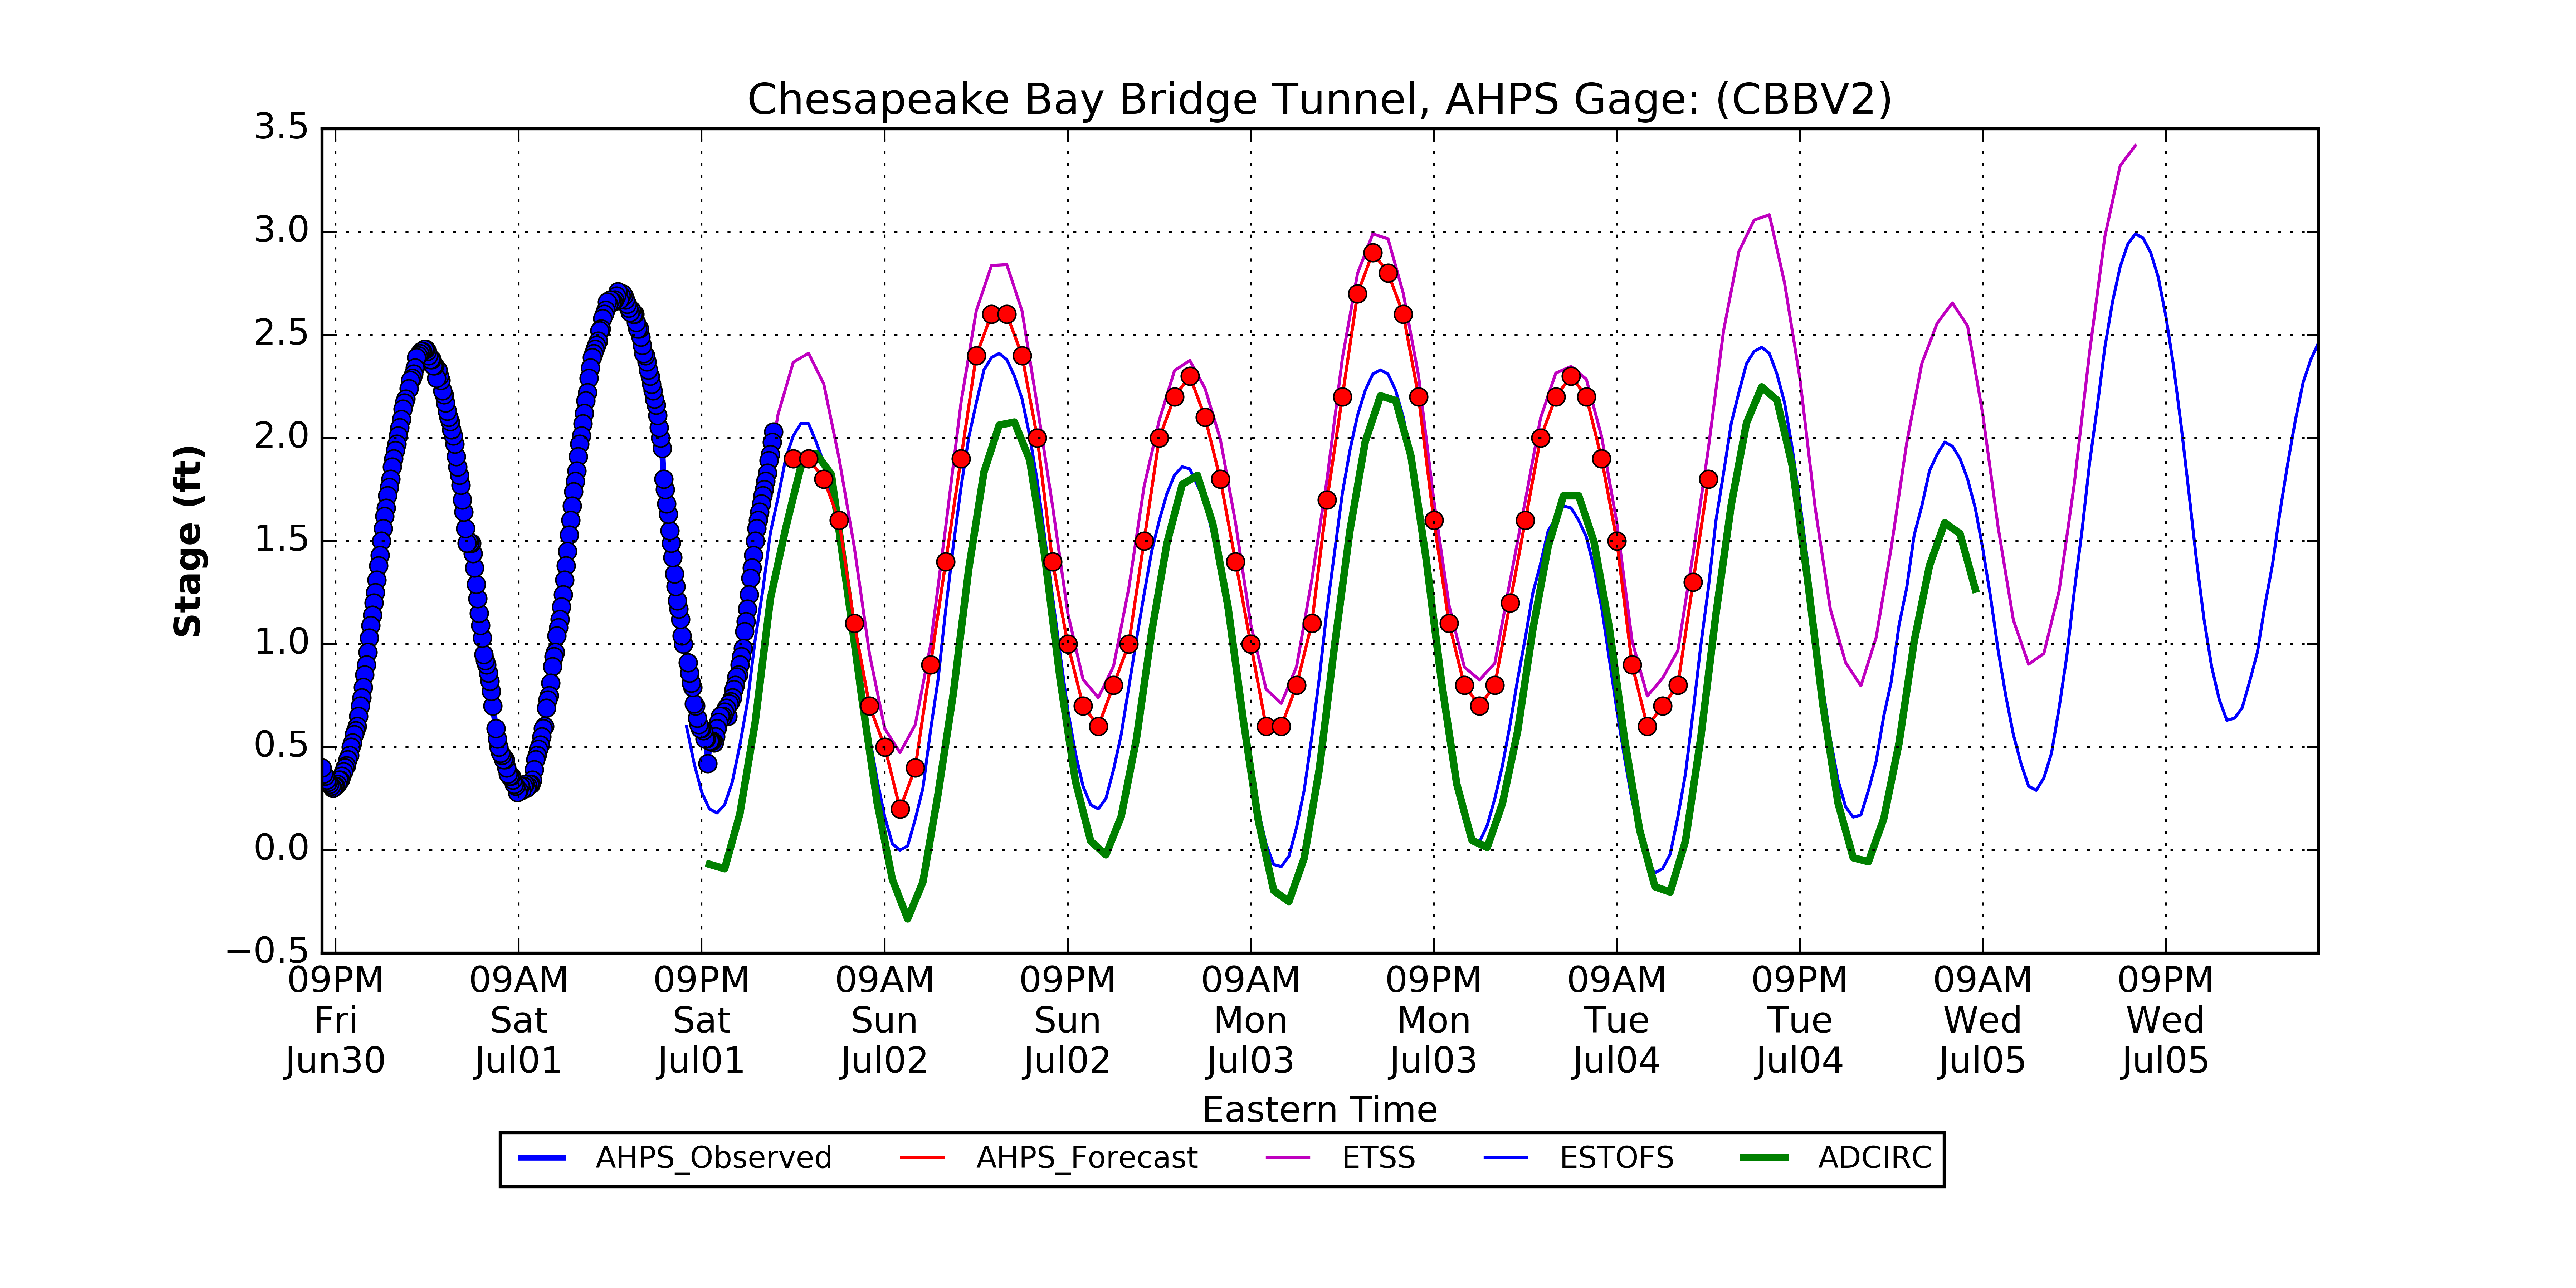 Chesapeake Bay Bridge Tunnel, AHPS Gage: (CBBV2)
3.5
3.0
2.5
2.0
1.5
1.0
0.5
0.0
−0.5
Stage (ft)
09PM 09AM 09PM 09AM 09PM 09AM 09PM 09AM 09PM 09AM 09PM
Fri Sat Sat Sun Sun Mon Mon Tue Tue Wed Wed
Jun30 Jul01 Jul01 Jul02 Jul02 Jul03 Jul03 Jul04 Jul04 Jul05 Jul05
Eastern Time
AHPS_Observed AHPS_Forecast ETSS ESTOFS ADCIRC